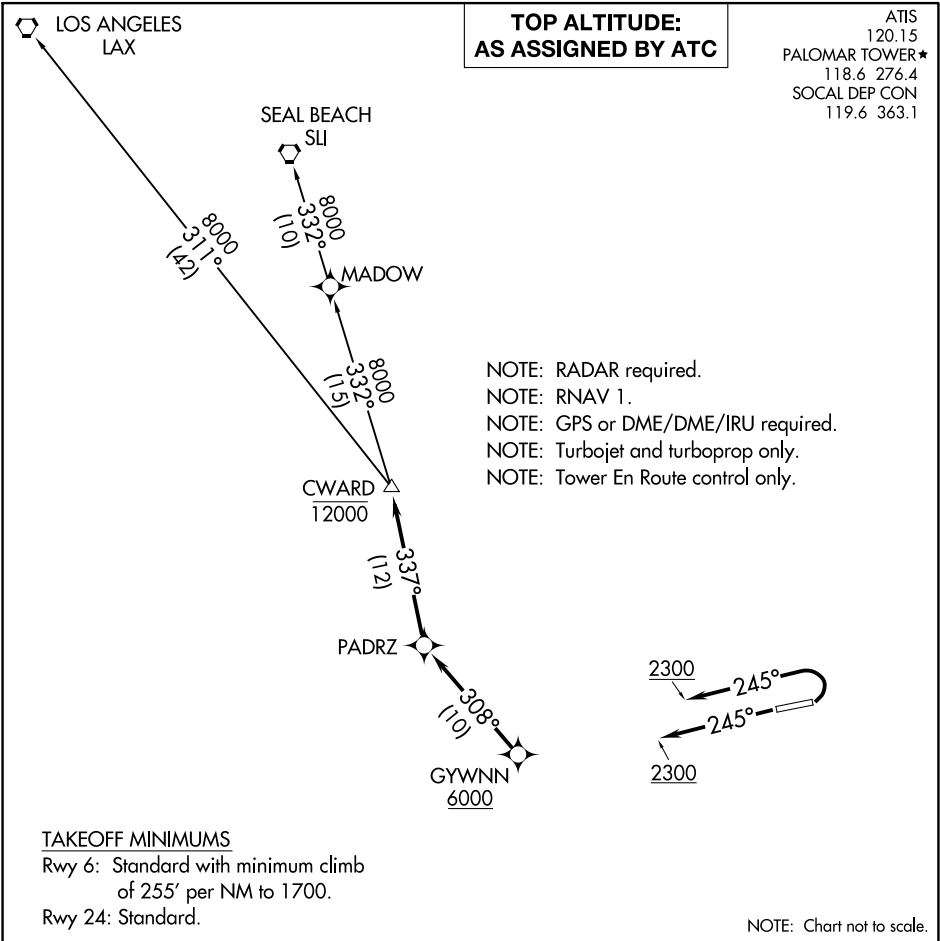 LOS ANGELES
LAX
TOP ALTITUDE:
AS ASSIGNED BY ATC
ATIS
120.15
PALOMAR TOWER★
118.6 276.4
SOCAL DEP CON
119.6 363.1
SEAL BEACH
SLI
8000
311°
(42)
8000
332°
(10)
MADOW
8000
332°
(15)
NOTE: RADAR required.
NOTE: RNAV 1.
NOTE: GPS or DME/DME/IRU required.
NOTE: Turbojet and turboprop only.
NOTE: Tower En Route control only.
CWARD
12000
337°
(12)
PADRZ
308°
(10)
GYWNN
6000
2300
245°
245°
2300
TAKEOFF MINIMUMS
Rwy 6: Standard with minimum climb
of 255' per NM to 1700.
Rwy 24: Standard.
NOTE: Chart not to scale.